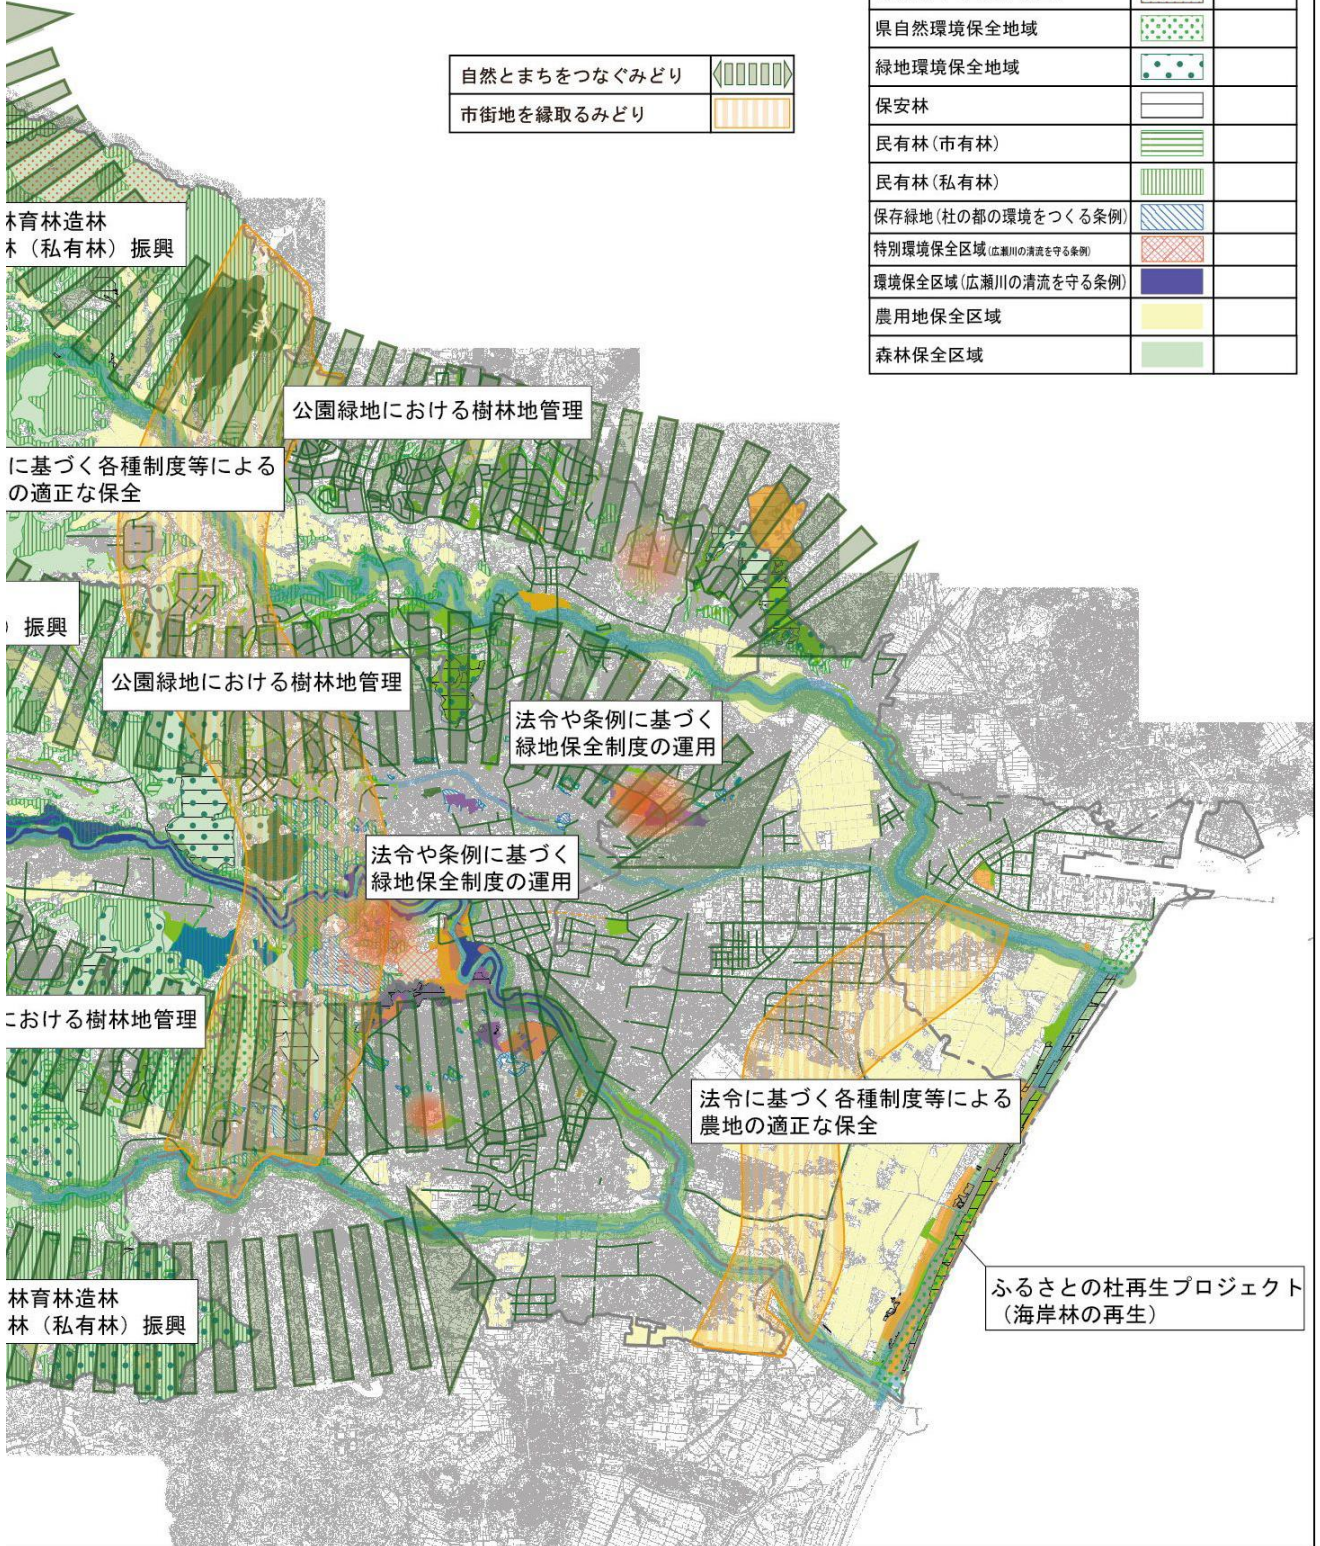 自然とまちをつなぐみどり
市街地を縁取るみどり
県自然環境保全地域
緑地環境保全地域
保安林
民有林(市有林)
民有林(私有林)
保存緑地(杜の都の環境をつくる条例)
特別環境保全区域(広瀬川の清流を守る条例)
環境保全区域(広瀬川の清流を守る条例)
農用地保全区域
森林保全区域
林育林造林
林（私有林）振興
公園緑地における樹林地管理
に基づく各種制度等による
の適正な保全
）振興
公園緑地における樹林地管理
法令や条例に基づく
緑地保全制度の運用
法令や条例に基づく
緑地保全制度の運用
における樹林地管理
法令に基づく各種制度等による
農地の適正な保全
林育林造林
林（私有林）振興
ふるさとの杜再生プロジェクト
（海岸林の再生）